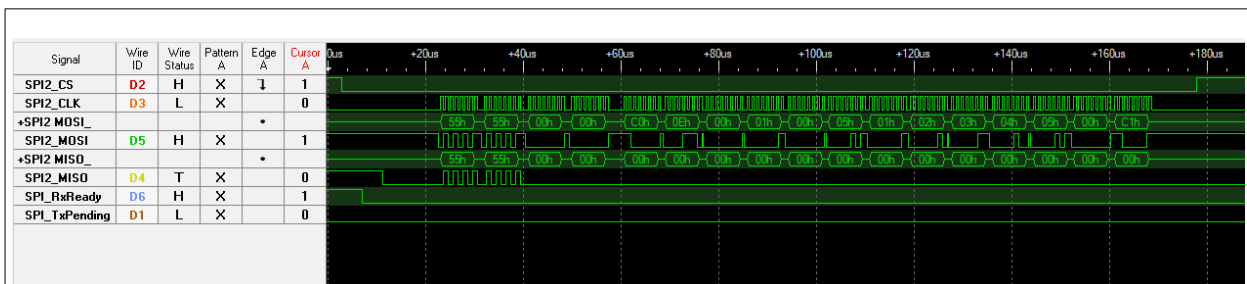 Signal Wire ID Wire Status Pattern A Edge A Cursor A 0us +20us +40us +60us +80us +100us +120us +140us +160us +180us
SPI2_CS D2 H X 1
SPI2_CLK D3 L X 0
+SPI2 MOSI_ 55h 55h 00h 00h C0h 0Eh 00h 01h 00h 05h 01h 02h 03h 04h 05h 00h C1h
SPI2_MOSI D5 H X 1
+SPI2 MISO_ 55h 55h 00h 00h 00h 00h 00h 00h 00h 00h 00h 00h 00h 00h 00h 00h 00h
SPI2_MISO D4 T X 0
SPI_RxReady D6 H X 1
SPI_TxPending D1 L X 0